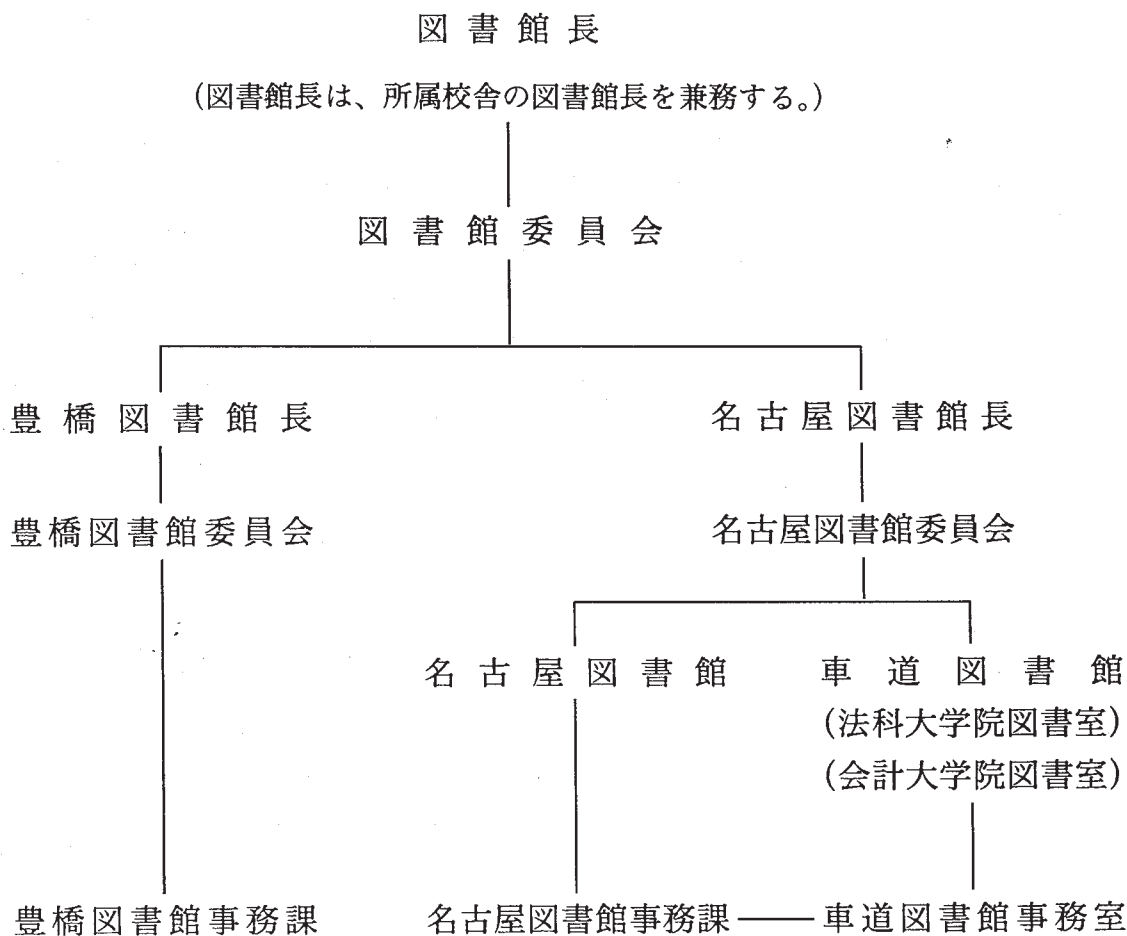 図書館長
(図書館長は、所属校舎の図書館長を兼務する。)
図書館委員会
豊橋図書館長
名古屋図書館長
豊橋図書館委員会
名古屋図書館委員会
名古屋図書館
車道図書館
(法科大学院図書室)
(会計大学院図書室)
豊橋図書館事務課
名古屋図書館事務課
車道図書館事務室